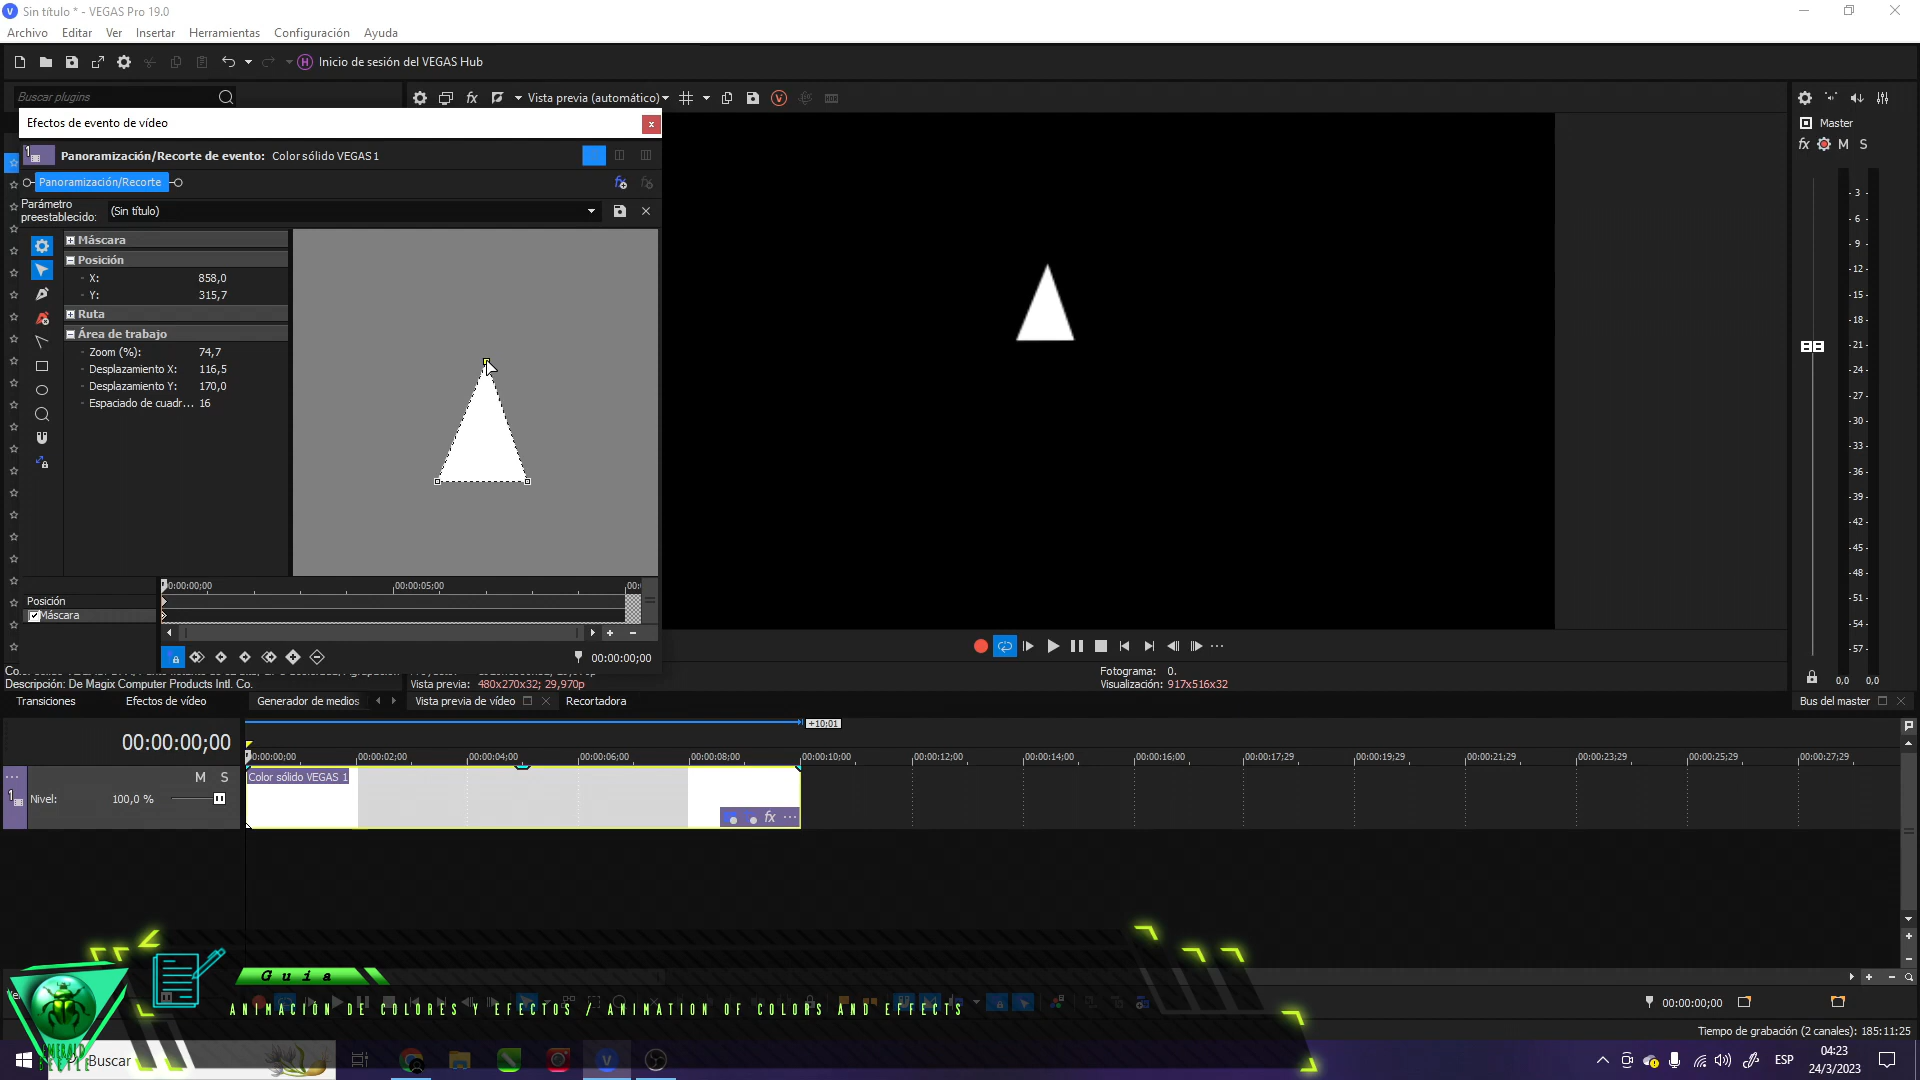 Sin título * - VEGAS Pro 19.0
Archivo Editar Ver Insertar Herramientas Configuración Ayuda
Inicio de sesión del VEGAS Hub
Buscar plugins
Vista previa (automático)
Efectos de evento de vídeo
Master
Panoramización/Recorte de evento: Color sólido VEGAS 1
fx M S
Panoramización/Recorte
Parámetro
preestablecido: (Sin título)
Máscara
Posición
X: 858,0
Y: 315,7
Ruta
Área de trabajo
Zoom (%): 74,7
Desplazamiento X: 116,5
Desplazamiento Y: 170,0
Espaciado de cuadr... 16
3
6
9
12
15
18
21
24
27
30
33
36
39
42
45
48
51
54
57
00:00:00;00 00:00:05;00
Posición
Máscara
00:00:00;00
Fotograma: 0.
Descripción: De Magix Computer Products Intl. Co.
Vista previa: 480x270x32; 29,970p
Visualización: 917x516x32
0,0 0,0
Transiciones Efectos de vídeo Generador de medios Vista previa de vídeo Recortadora Bus del master
+10:01
00:00:00;00
00:00:00;00 00:00:02;00 00:00:04;00 00:00:06;00 00:00:08;00 00:00:10;00 00:00:12;00 00:00:14;00 00:00:16;00 00:00:17;29 00:00:19;29 00:00:21;29 00:00:23;29 00:00:25;29 00:00:27;29
M S
Color sólido VEGAS 1
1 Nivel: 100,0 %
fx
Guia
ANIMACIÓN DE COLORES Y EFECTOS / ANIMATION OF COLORS AND EFFECTS
00:00:00;00
Tiempo de grabación (2 canales): 185:11:25
EMERALD
BEETLE
Buscar
ESP
04:23
24/3/2023